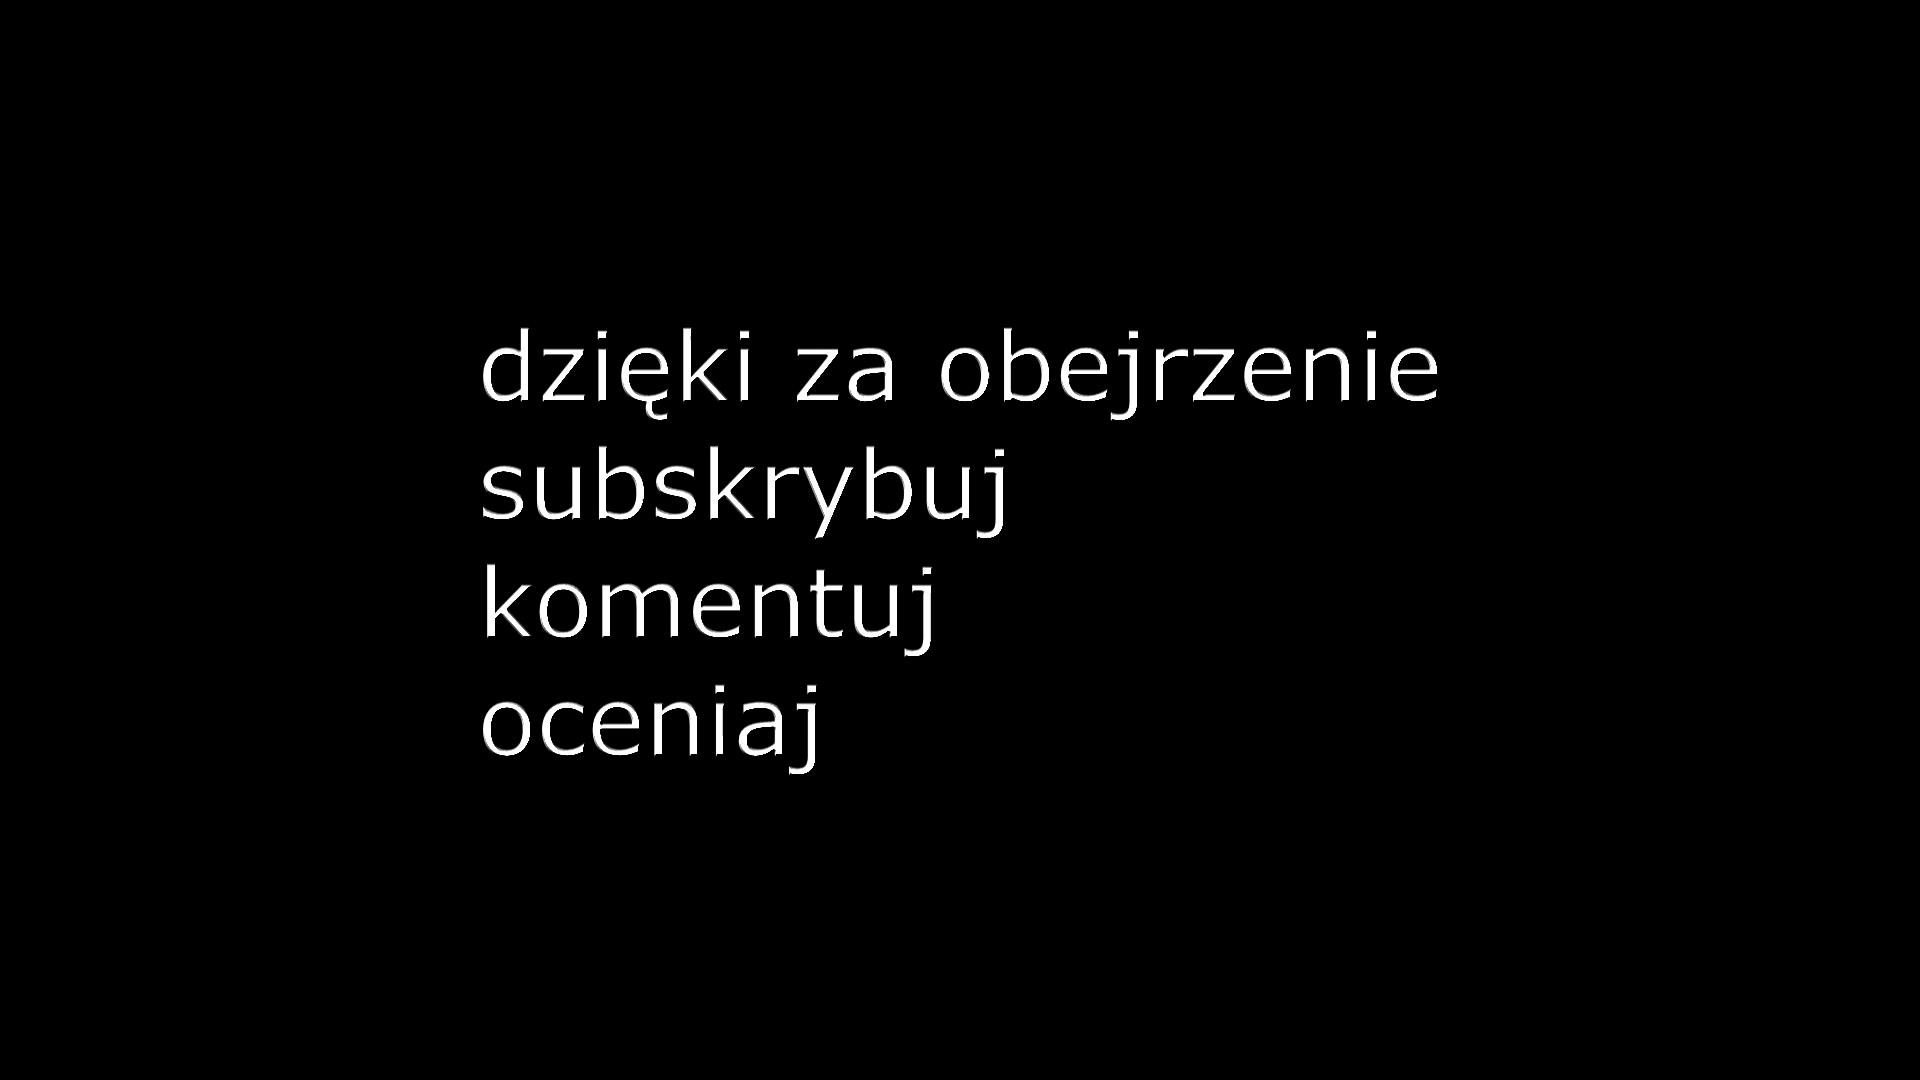 dzięki za obejrzenie
subskrybuj
komentuj
oceniaj